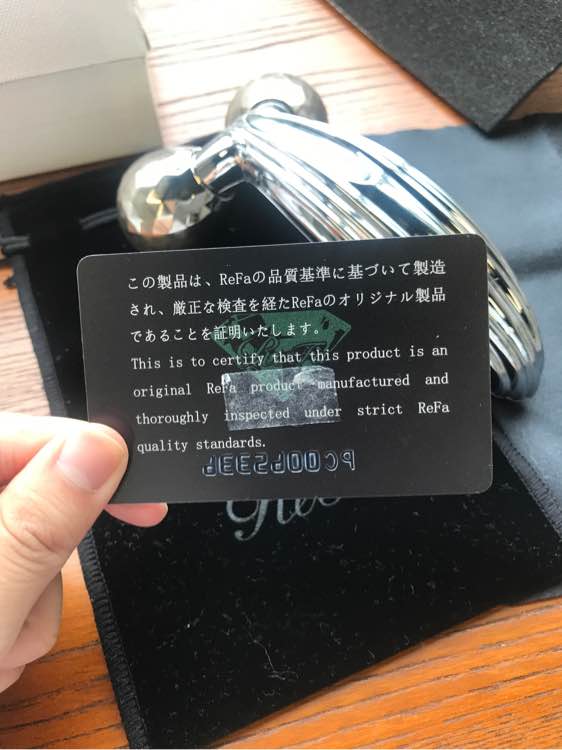 この製品は、ReFaの品質基準に基づいて製造
され、厳正な検査を経たReFaのオリジナル製品
であることを証明いたします。
This is to certify that this product is an
original ReFa product manufactured and
thoroughly inspected under strict ReFa
quality standards.